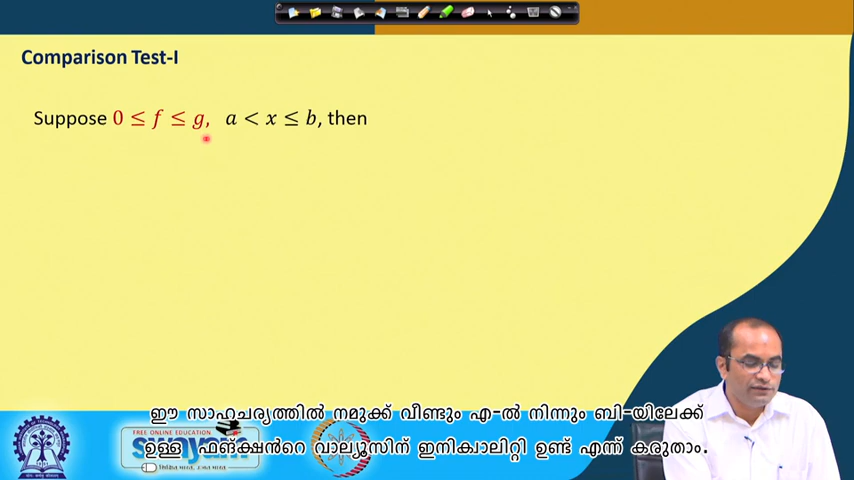 Comparison Test-I
Suppose 0 ≤ f ≤ g, a < x ≤ b, then
ഈ സാഹചര്യത്തിൽ നമുക്ക് വീണ്ടും എ-ൽ നിന്നും ബി-യിലേക്ക്
ഉള്ള ഫങ്ക്ഷൻറെ വാല്യൂസിന് ഇനിക്വാലിറ്റി ഉണ്ട് എന്ന് കരുതാം.
FREE ONLINE EDUCATION
swayam